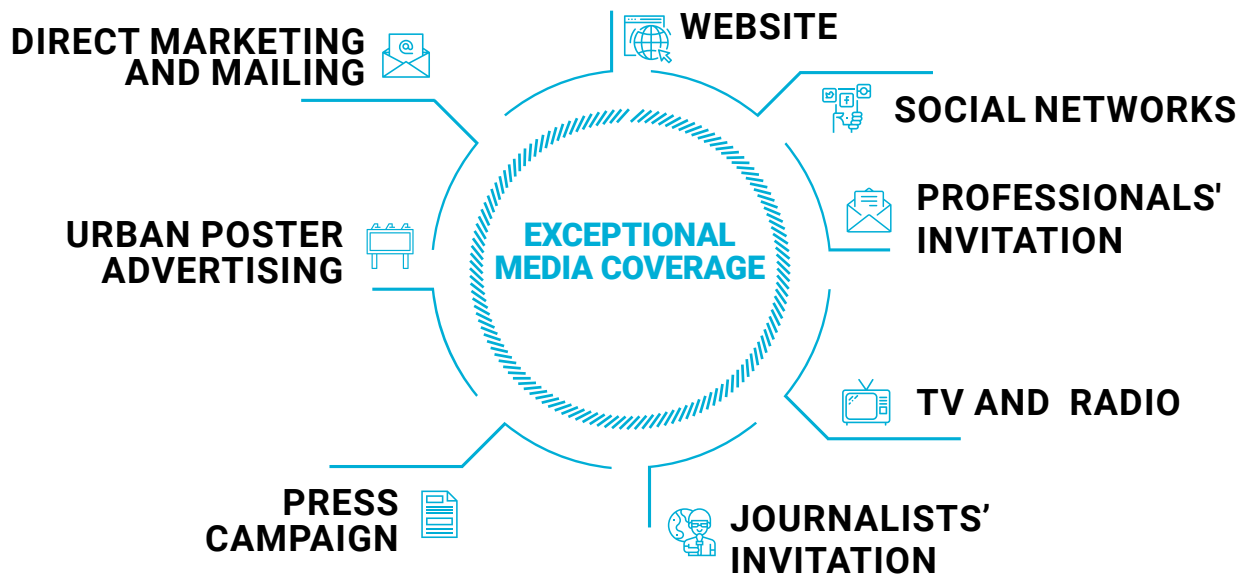 DIRECT MARKETING
AND MAILING
@
WEBSITE
SOCIAL NETWORKS
PROFESSIONALS'
INVITATION
URBAN POSTER
ADVERTISING
EXCEPTIONAL
MEDIA COVERAGE
TV AND  RADIO
PRESS
CAMPAIGN
JOURNALISTS’
INVITATION